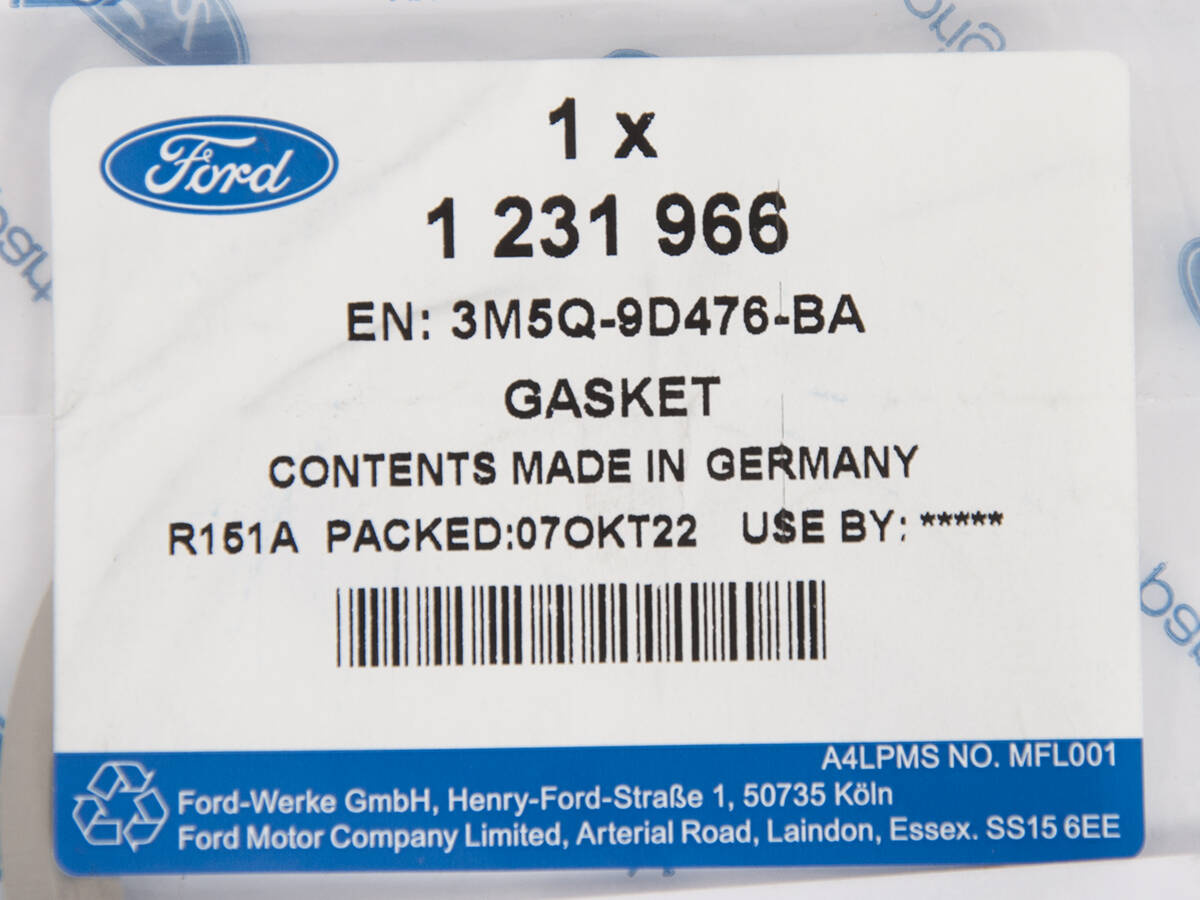 Ford
1 x
1 231 966
EN: 3M5Q-9D476-BA
GASKET
CONTENTS MADE IN GERMANY
R151A PACKED:07OKT22 USE BY: *****
A4LPMS NO. MFL001
Ford-Werke GmbH, Henry-Ford-Straße 1, 50735 Köln
Ford Motor Company Limited, Arterial Road, Laindon, Essex. SS15 6EE